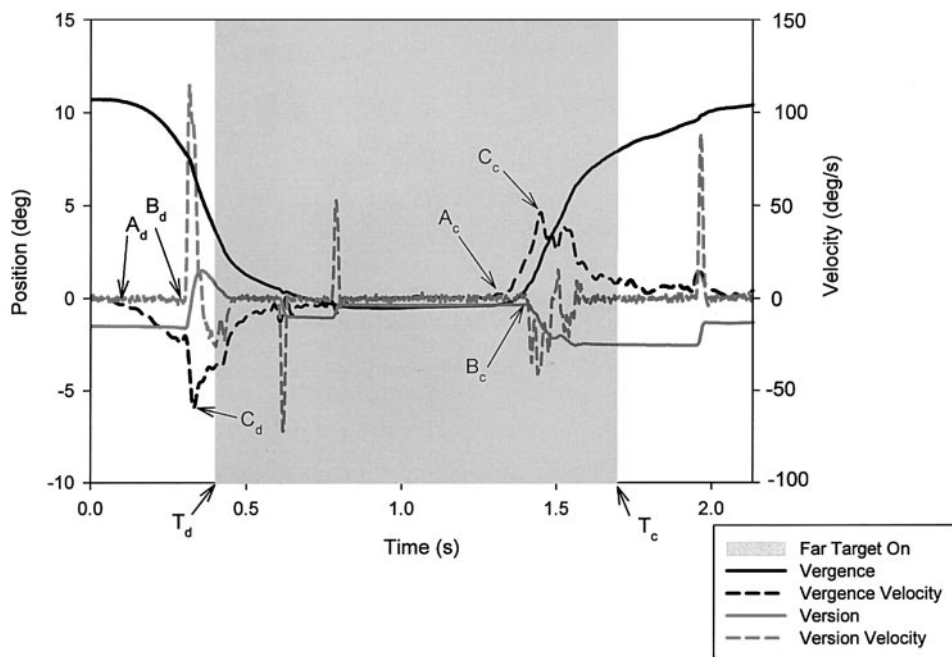 15
150
10
100
5
50
0
0
-5
-50
-10
-100
Position (deg)
Velocity (deg/s)
A_d
B_d
C_d
A_c
C_c
B_c
0.0
0.5
1.0
1.5
2.0
T_d
T_c
Time (s)
Far Target On
Vergence
Vergence Velocity
Version
Version Velocity